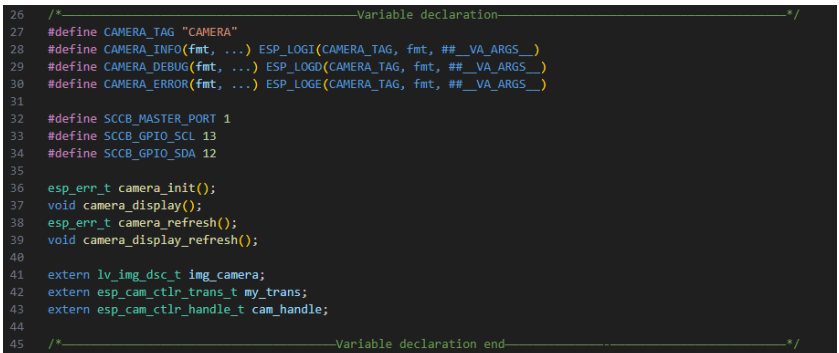 26 /*————————————————————————Variable declaration————————————————————————*/
27 #define CAMERA_TAG "CAMERA"
28 #define CAMERA_INFO(fmt, ...) ESP_LOGI(CAMERA_TAG, fmt, ##__VA_ARGS__)
29 #define CAMERA_DEBUG(fmt, ...) ESP_LOGD(CAMERA_TAG, fmt, ##__VA_ARGS__)
30 #define CAMERA_ERROR(fmt, ...) ESP_LOGE(CAMERA_TAG, fmt, ##__VA_ARGS__)
31
32 #define SCCB_MASTER_PORT 1
33 #define SCCB_GPIO_SCL 13
34 #define SCCB_GPIO_SDA 12
35
36 esp_err_t camera_init();
37 void camera_display();
38 esp_err_t camera_refresh();
39 void camera_display_refresh();
40
41 extern lv_img_dsc_t img_camera;
42 extern esp_cam_ctlr_trans_t my_trans;
43 extern esp_cam_ctlr_handle_t cam_handle;
44
45 /*——————————————————————Variable declaration end————————-——————————————*/